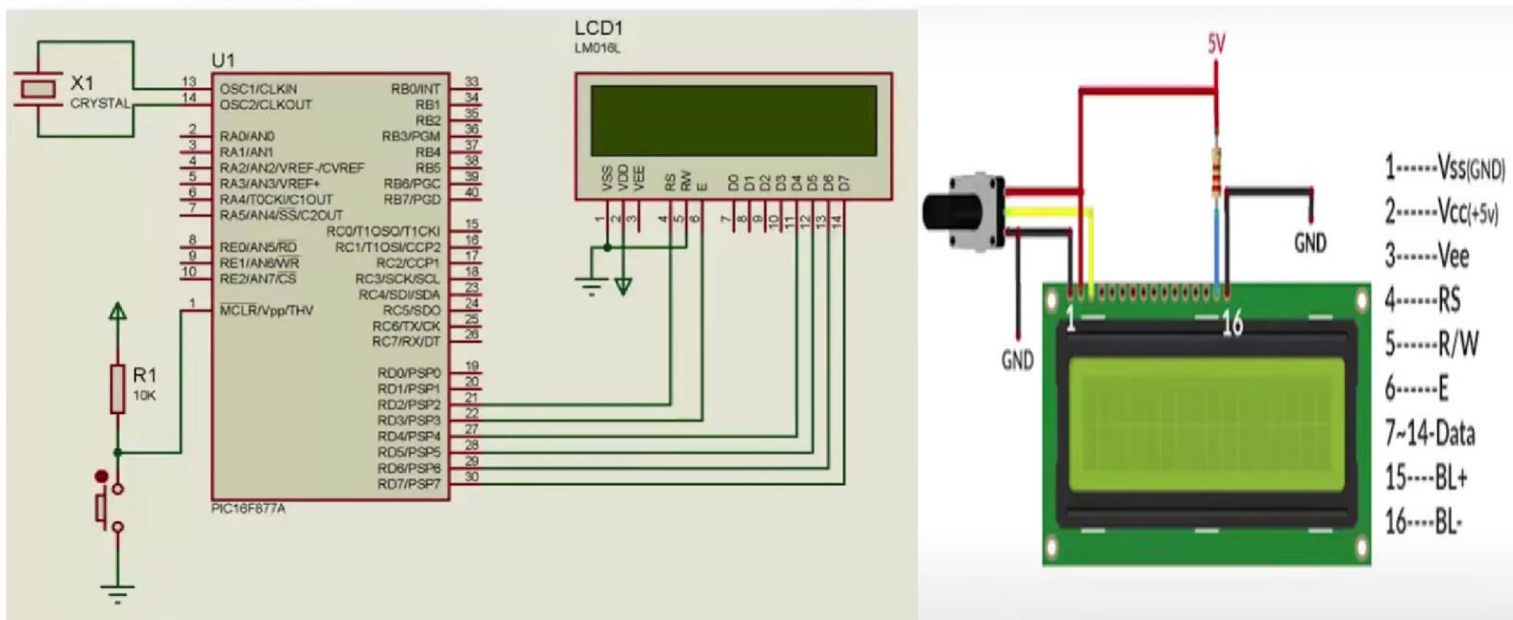 LCD1
LM016L
U1
X1
CRYSTAL
13
14
2
3
4
5
6
7
8
9
10
1
OSC1/CLKIN
OSC2/CLKOUT
RA0/AN0
RA1/AN1
RA2/AN2/VREF-/CVREF
RA3/AN3/VREF+
RA4/T0CKI/C1OUT
RA5/AN4/SS/C2OUT
RE0/AN5/RD
RE1/AN6/WR
RE2/AN7/CS
MCLR/Vpp/THV
RB0/INT
RB1
RB2
RB3/PGM
RB4
RB5
RB6/PGC
RB7/PGD
RC0/T1OSO/T1CKI
RC1/T1OSI/CCP2
RC2/CCP1
RC3/SCK/SCL
RC4/SDI/SDA
RC5/SDO
RC6/TX/CK
RC7/RX/DT
RD0/PSP0
RD1/PSP1
RD2/PSP2
RD3/PSP3
RD4/PSP4
RD5/PSP5
RD6/PSP6
RD7/PSP7
33
34
35
36
37
38
39
40
15
16
17
18
23
24
25
26
19
20
21
22
27
28
29
30
PIC16F877A
R1
10K
VSS
VDD
VEE
RS
RW
E
D0
D1
D2
D3
D4
D5
D6
D7
1
2
3
4
5
6
7
8
9
10
11
12
13
14
5V
GND
GND
1
16
1------Vss(GND)
2------Vcc(+5v)
3------Vee
4------RS
5------R/W
6------E
7~14-Data
15----BL+
16----BL-